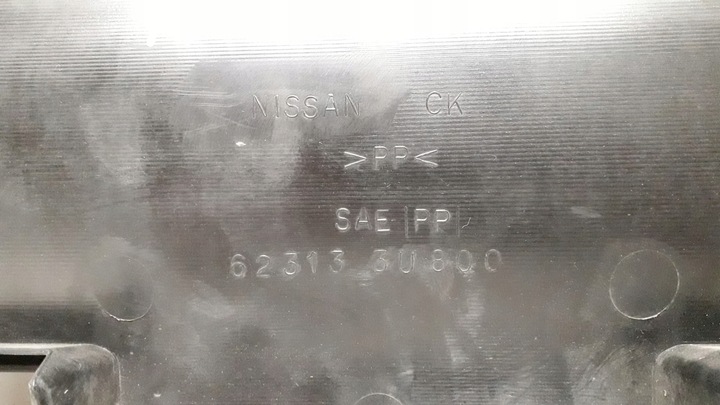 NISSAN CK
>PP<
SAE |PP|
62313 3U800